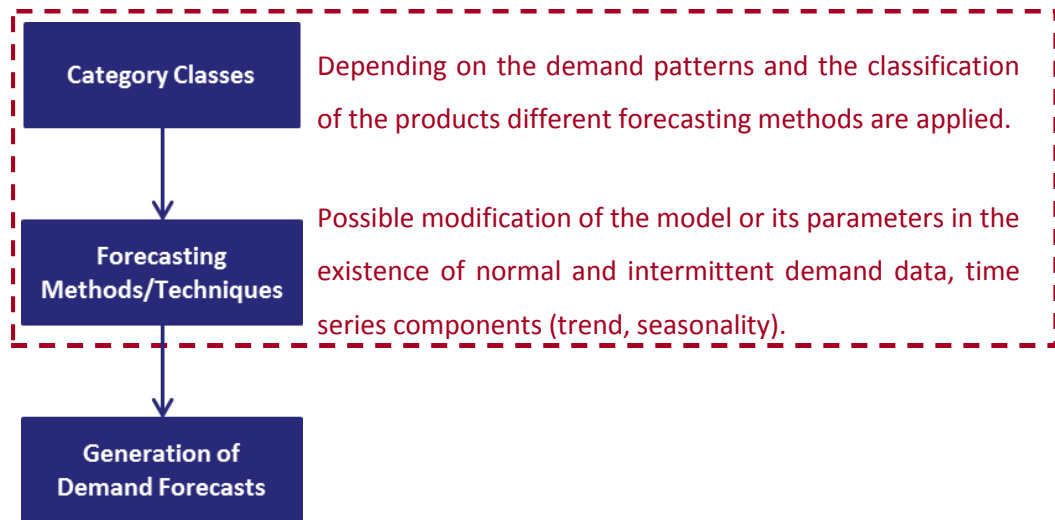 Category Classes
Depending on the demand patterns and the classification
of the products different forecasting methods are applied.
Forecasting
Methods/Techniques
Possible modification of the model or its parameters in the
existence of normal and intermittent demand data, time
series components (trend, seasonality).
Generation of
Demand Forecasts